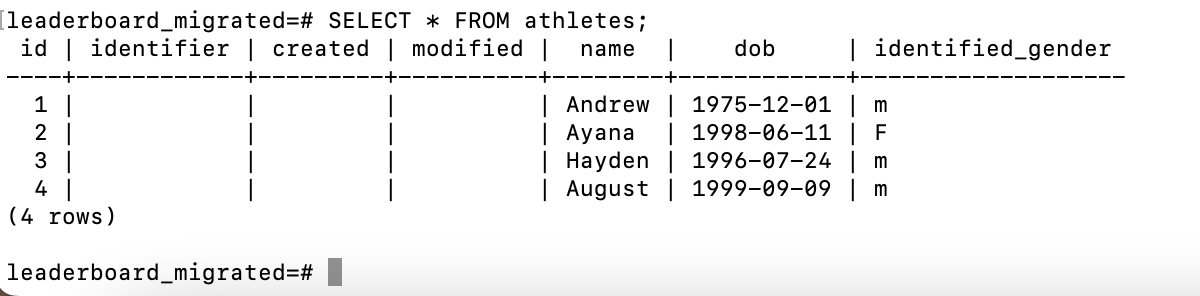 leaderboard_migrated=# SELECT * FROM athletes;
 id | identifier | created | modified |  name  |    dob     | identified_gender
----+------------+---------+----------+--------+------------+-------------------
  1 |            |         |          | Andrew | 1975-12-01 | m
  2 |            |         |          | Ayana  | 1998-06-11 | F
  3 |            |         |          | Hayden | 1996-07-24 | m
  4 |            |         |          | August | 1999-09-09 | m
(4 rows)
leaderboard_migrated=#